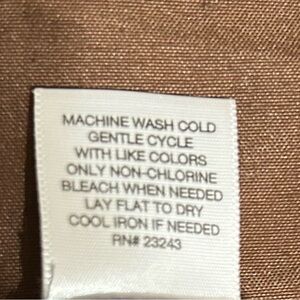 MACHINE WASH COLD
GENTLE CYCLE
WITH LIKE COLORS
ONLY NON-CHLORINE
BLEACH WHEN NEEDED
LAY FLAT TO DRY
COOL IRON IF NEEDED
RN# 23243